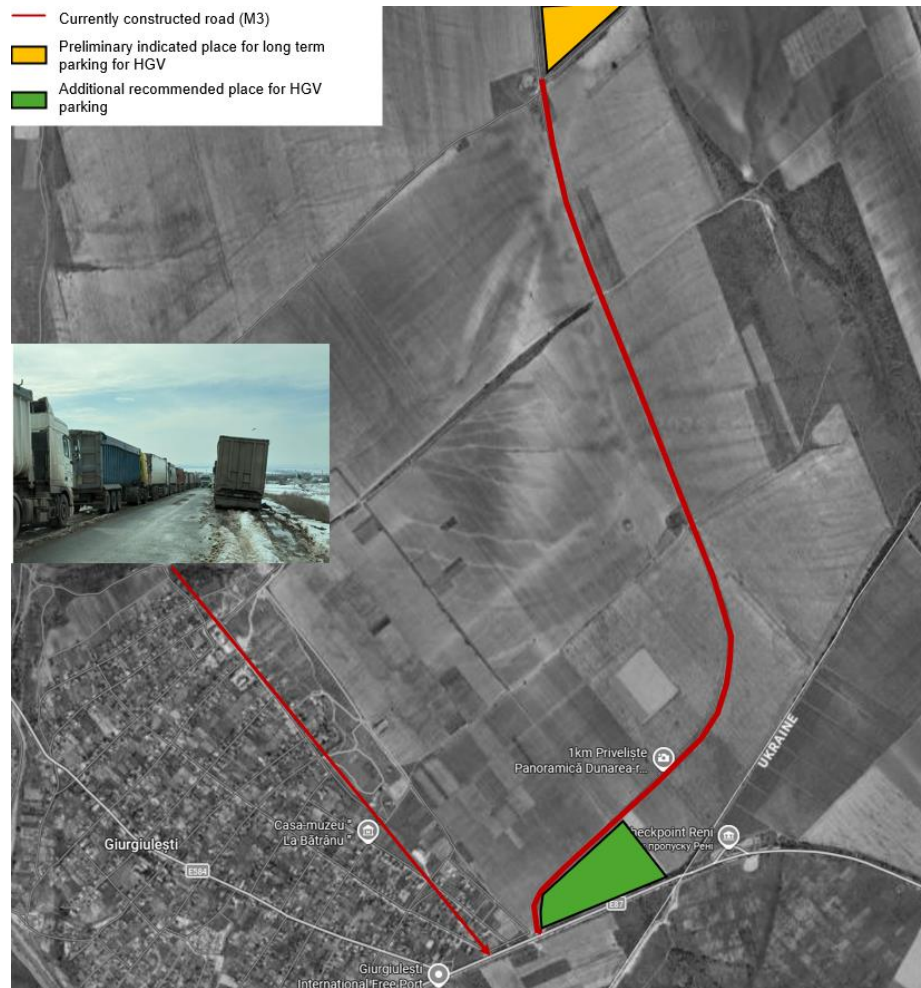 Currently constructed road (M3)
Preliminary indicated place for long term
parking for HGV
Additional recommended place for HGV
parking
1km Priveliște
Panoramică Dunarea-r...
UKRAINE
Casa-muzeu "
La Bătrânu "
heckpoint Reni
пропуску Рені
Giurgiulești
E584
E87
Giurgiulești
International Free Port